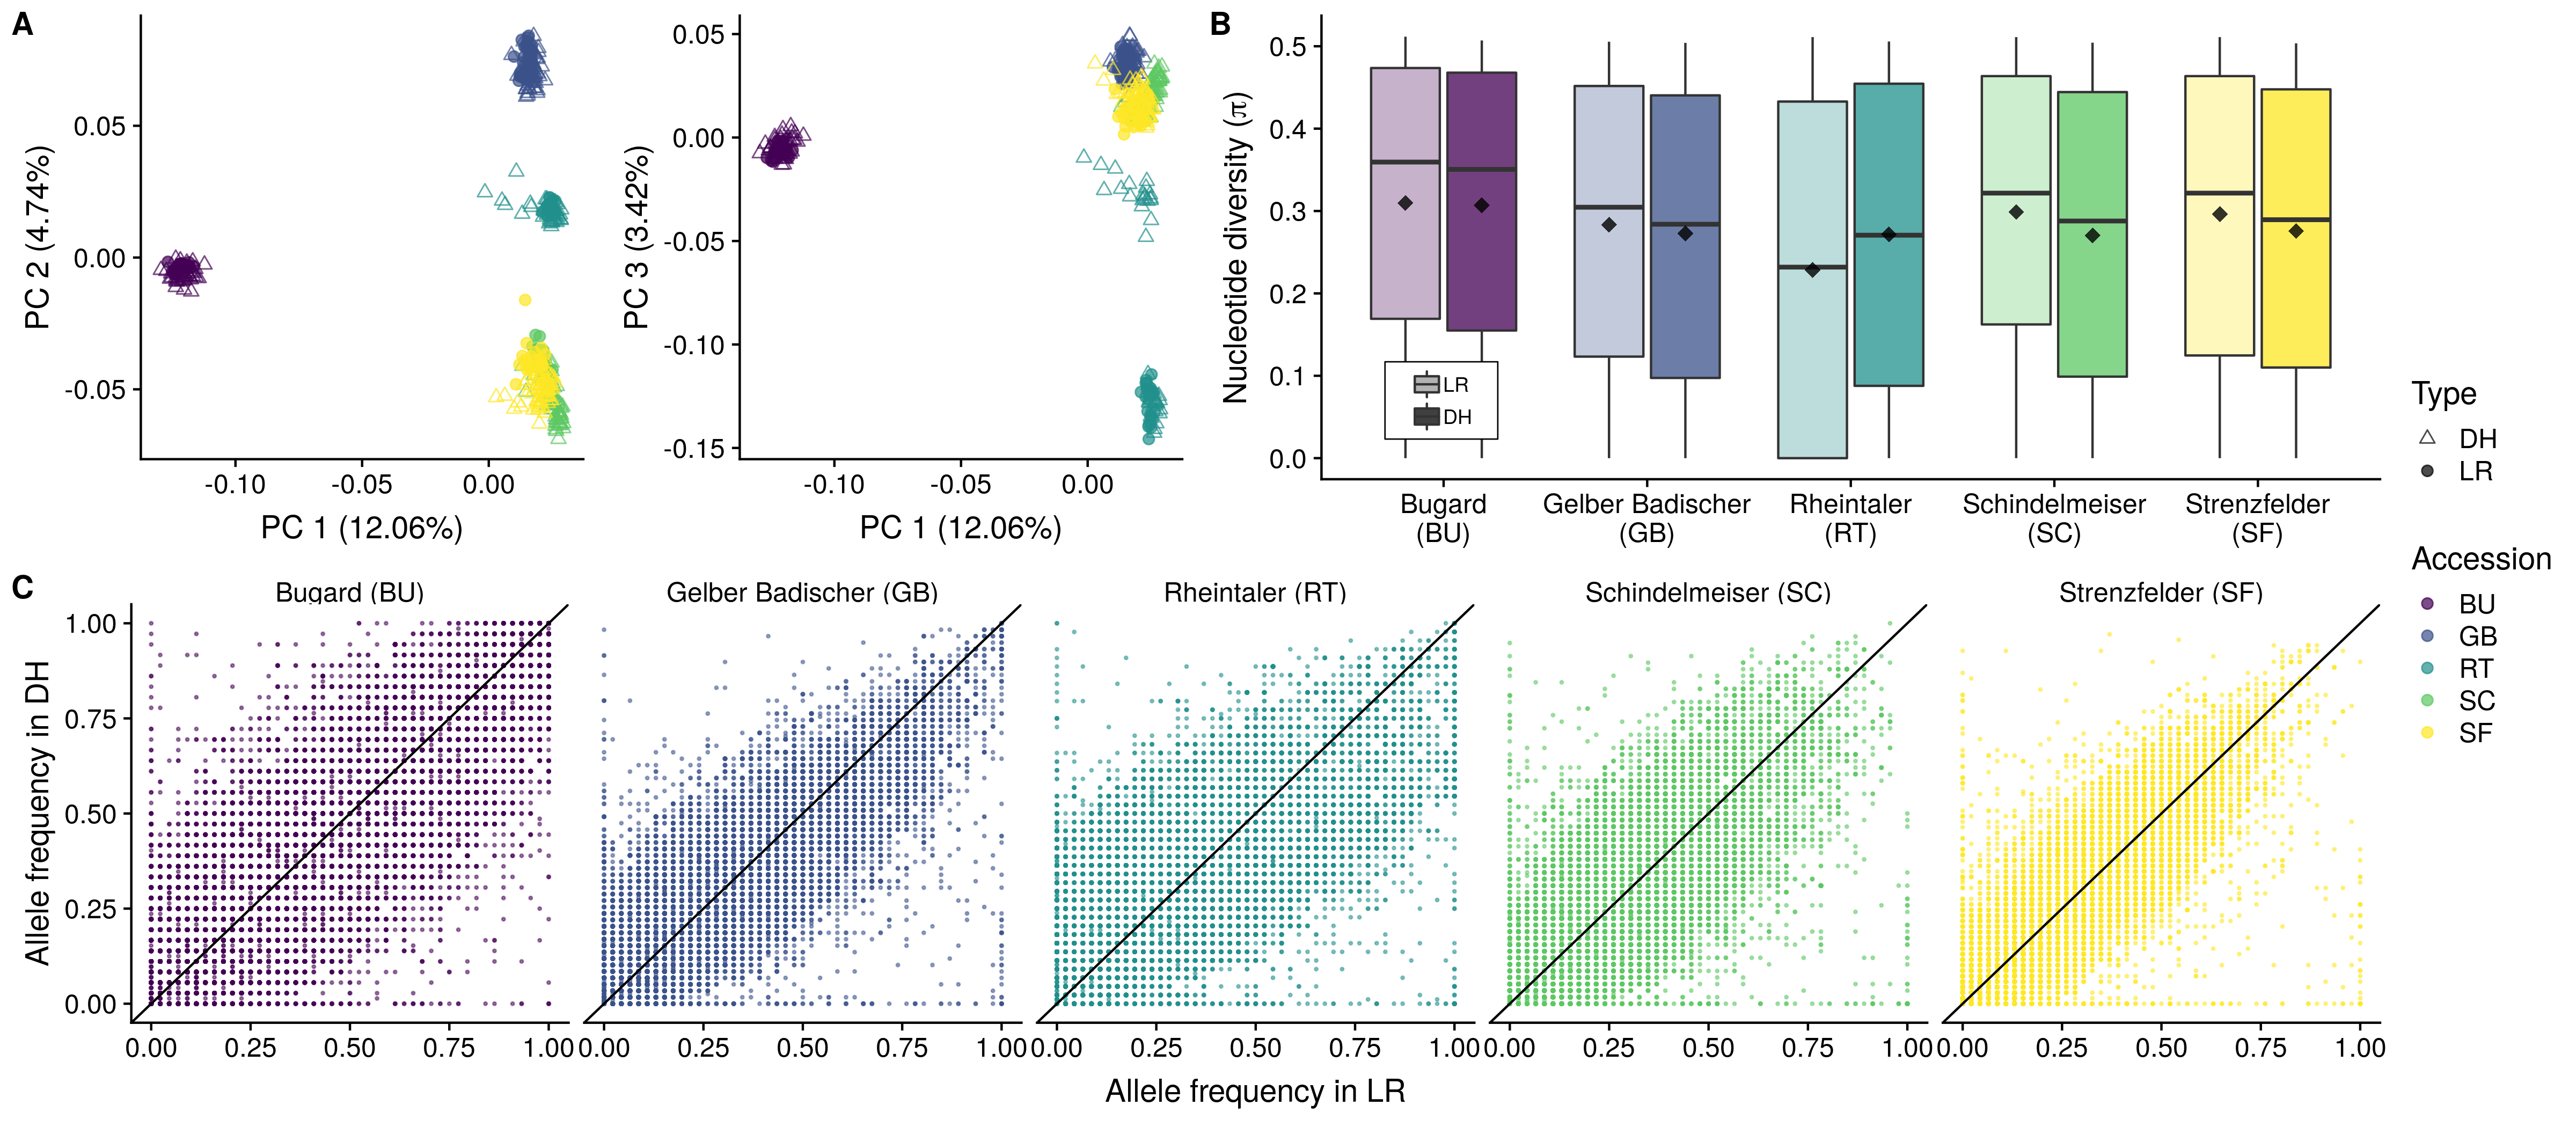 A
PC 2 (4.74%)
0.05
0.00
-0.05
-0.10 -0.05 0.00
PC 1 (12.06%)
PC 3 (3.42%)
0.05
0.00
-0.05
-0.10
-0.15
-0.10 -0.05 0.00
PC 1 (12.06%)
B
Nucleotide diversity (π)
0.5
0.4
0.3
0.2
0.1
0.0
LR
DH
Bugard
(BU)
Gelber Badischer
(GB)
Rheintaler
(RT)
Schindelmeiser
(SC)
Strenzfelder
(SF)
Type
DH
LR
Accession
BU
GB
RT
SC
SF
C
Bugard (BU)
Gelber Badischer (GB)
Rheintaler (RT)
Schindelmeiser (SC)
Strenzfelder (SF)
Allele frequency in DH
1.00
0.75
0.50
0.25
0.00
0.00 0.25 0.50 0.75 1.00
0.00 0.25 0.50 0.75 1.00
0.00 0.25 0.50 0.75 1.00
0.00 0.25 0.50 0.75 1.00
0.00 0.25 0.50 0.75 1.00
Allele frequency in LR